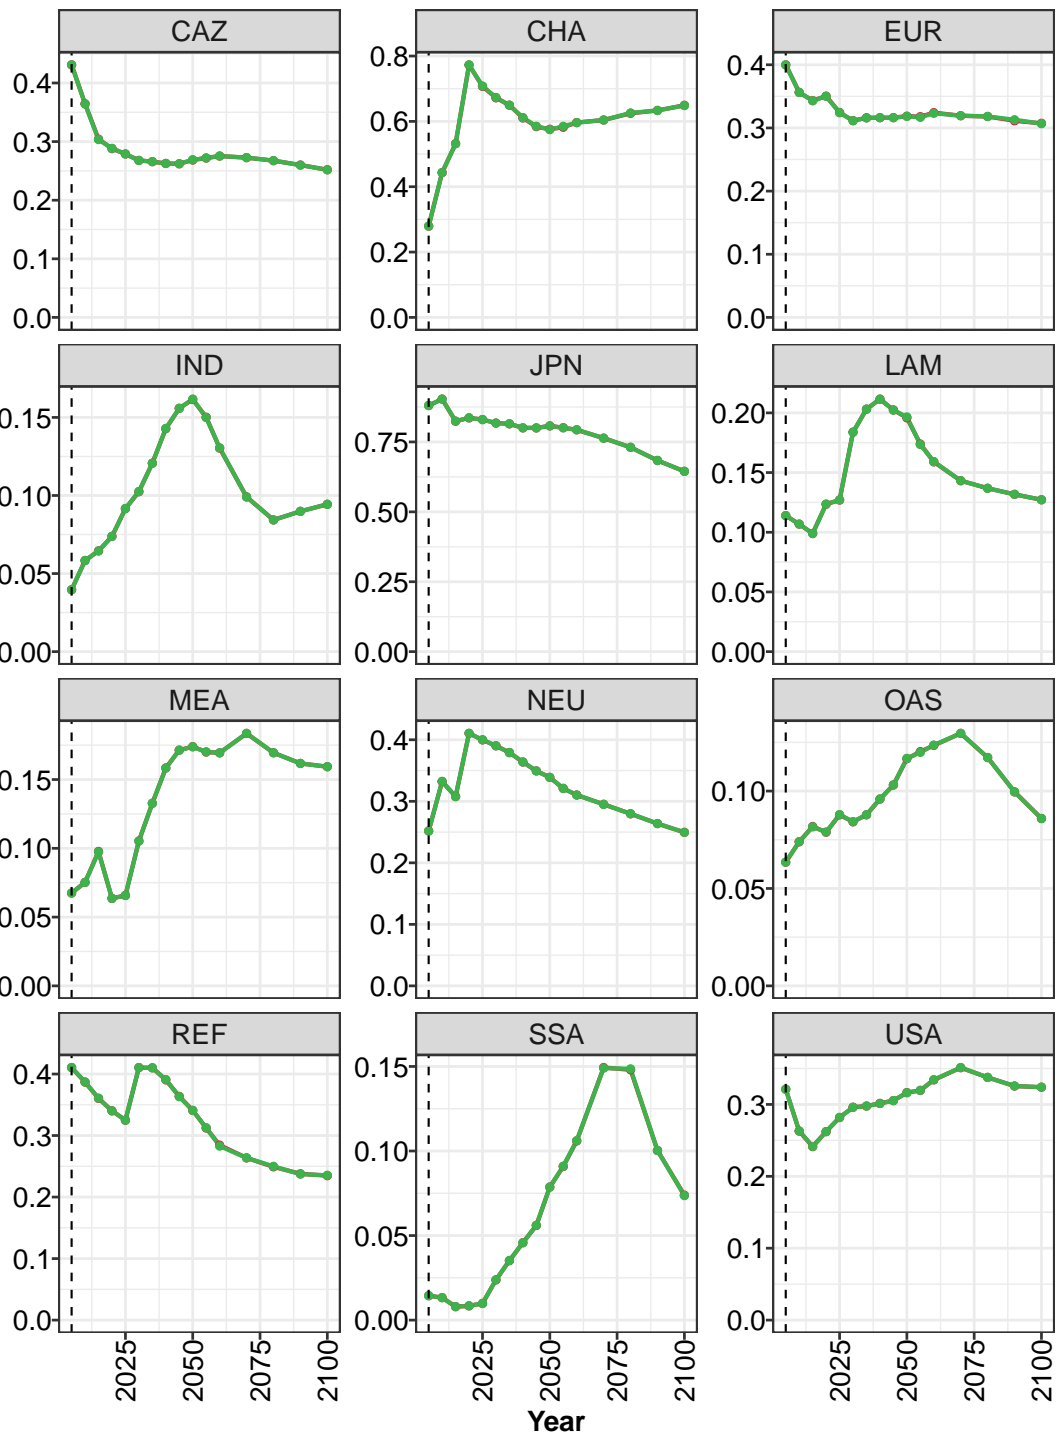 CAZ CHA EUR
0.4 0.8 0.4
0.3 0.6 0.3
0.2 0.4 0.2
0.1 0.2 0.1
0.0 0.0 0.0
IND JPN LAM
0.15 0.75 0.20
0.10 0.50 0.15
0.05 0.25 0.10
0.00 0.00 0.05
0.00
MEA NEU OAS
0.15 0.4 0.10
0.10 0.3 0.05
0.05 0.2 0.00
0.00 0.1
0.0
REF SSA USA
0.4 0.15 0.3
0.3 0.10 0.2
0.2 0.05 0.1
0.1 0.00 0.0
0.0
2025 2050 2075 2100 2025 2050 2075 2100 2025 2050 2075 2100
Year